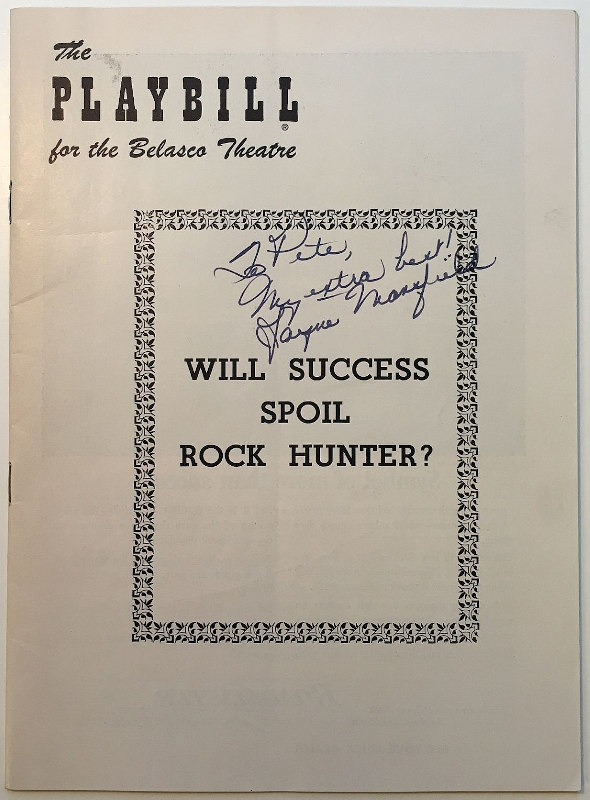 The
PLAYBILL®
for the Belasco Theatre
To Pete,
My extra best!
Jayne Mansfield
WILL SUCCESS
SPOIL
ROCK HUNTER?